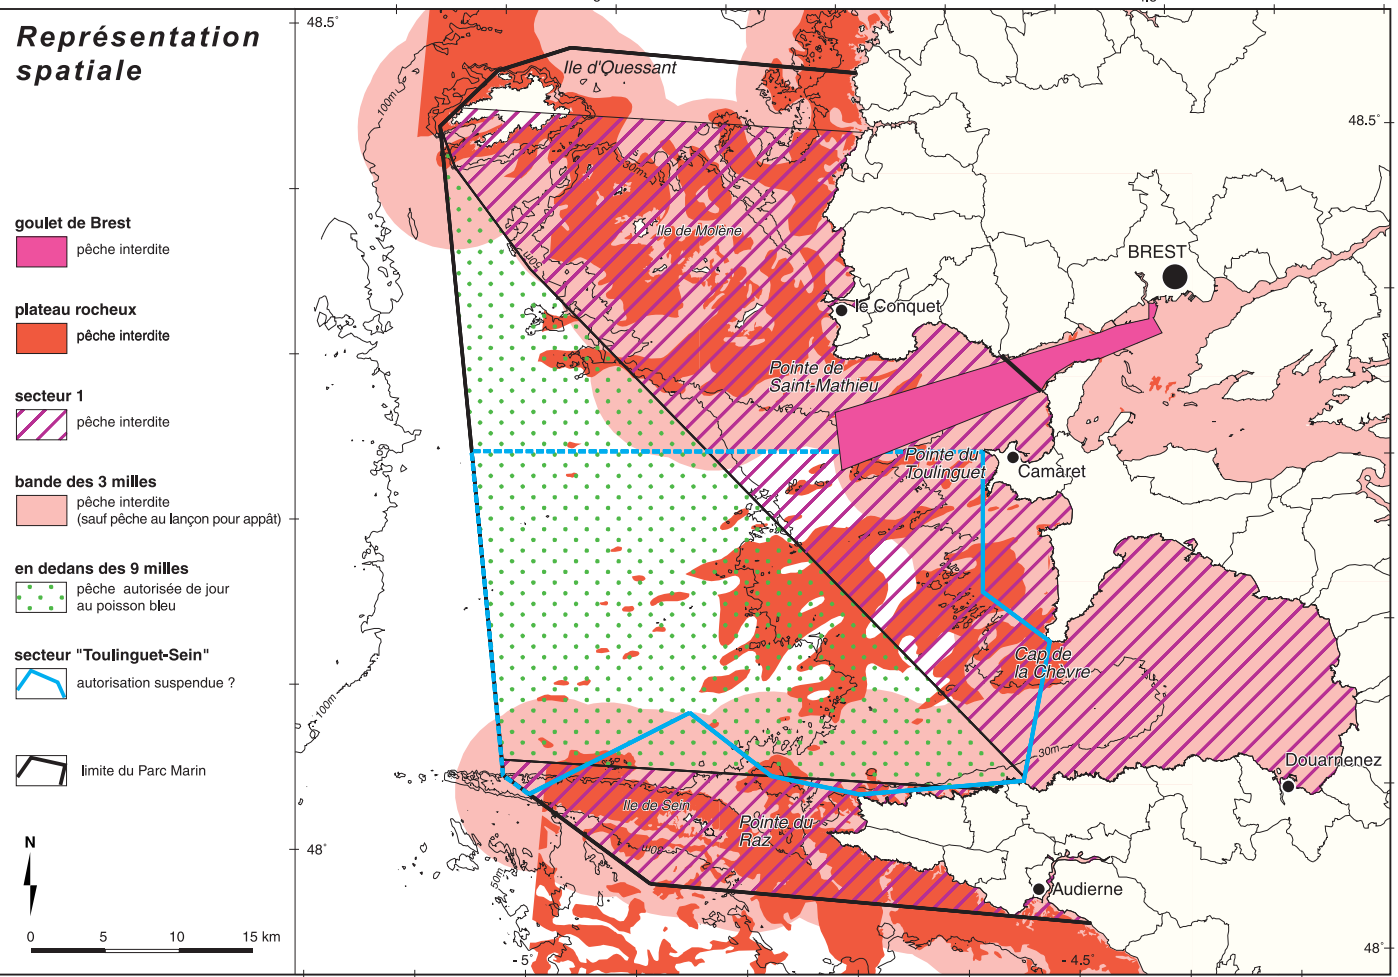 Représentation
spatiale
goulet de Brest
pêche interdite
plateau rocheux
pêche interdite
secteur 1
pêche interdite
bande des 3 milles
pêche interdite
(sauf pêche au lançon pour appât)
en dedans des 9 milles
pêche autorisée de jour
au poisson bleu
secteur "Toulinguet-Sein"
autorisation suspendue ?
limite du Parc Marin
N
0 5 10 15 km
48.5°
48.5°
100m
Ile d'Quessant
30m
Ile de Molène
50m
BREST
le Conquet
Pointe de
Saint-Mathieu
Pointe du
Toulinguet
Camaret
Cap de
la Chèvre
100m
30m
Douarnenez
Ile de Sein
Pointe du
Raz
30m
50m
Audierne
48°
48°
- 5°
- 4.5°